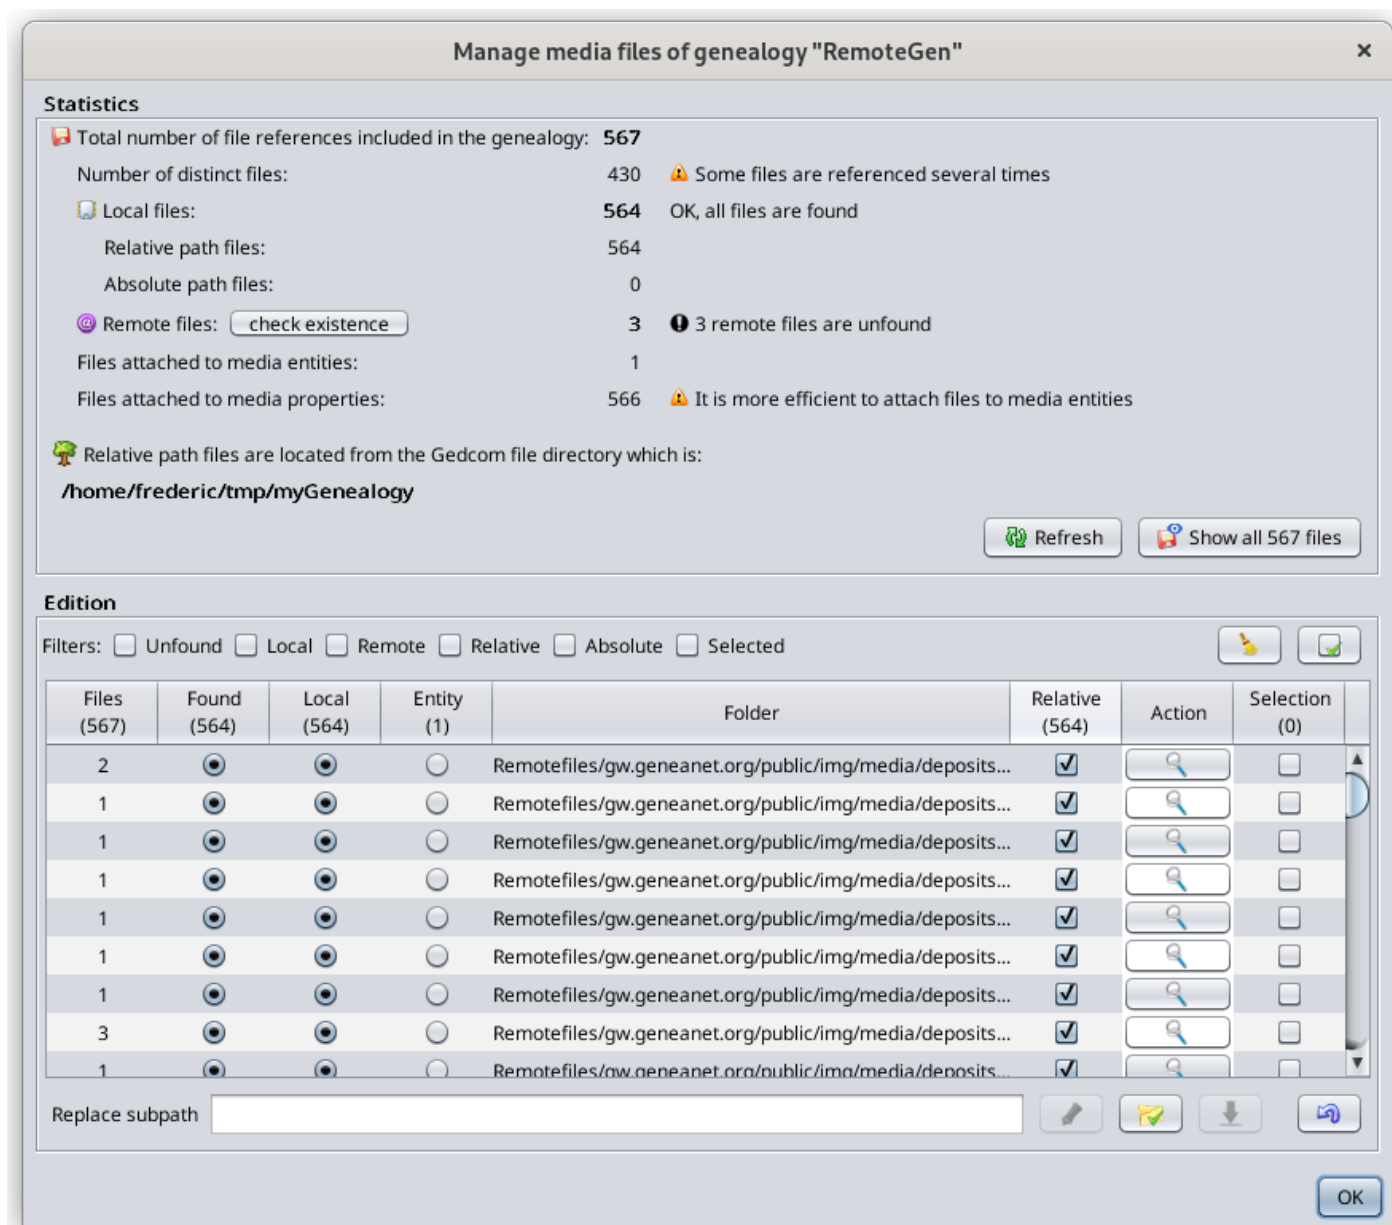 Manage media files of genealogy "RemoteGen"
Statistics
Total number of file references included in the genealogy: 567
Number of distinct files: 430 Some files are referenced several times
Local files: 564 OK, all files are found
Relative path files: 564
Absolute path files: 0
@ Remote files: check existence 3 3 remote files are unfound
Files attached to media entities: 1
Files attached to media properties: 566 It is more efficient to attach files to media entities
Relative path files are located from the Gedcom file directory which is:
/home/frederic/tmp/myGenealogy
Refresh Show all 567 files
Edition
Filters: Unfound Local Remote Relative Absolute Selected
Files Found Local Entity Folder Relative Action Selection
(567) (564) (564) (1) (564) (0)
2 Remotefiles/gw.geneanet.org/public/img/media/deposits...
1 Remotefiles/gw.geneanet.org/public/img/media/deposits...
1 Remotefiles/gw.geneanet.org/public/img/media/deposits...
1 Remotefiles/gw.geneanet.org/public/img/media/deposits...
1 Remotefiles/gw.geneanet.org/public/img/media/deposits...
1 Remotefiles/gw.geneanet.org/public/img/media/deposits...
1 Remotefiles/gw.geneanet.org/public/img/media/deposits...
3 Remotefiles/gw.geneanet.org/public/img/media/deposits...
1 Remotefiles/gw.geneanet.org/public/img/media/deposits...
Replace subpath
OK